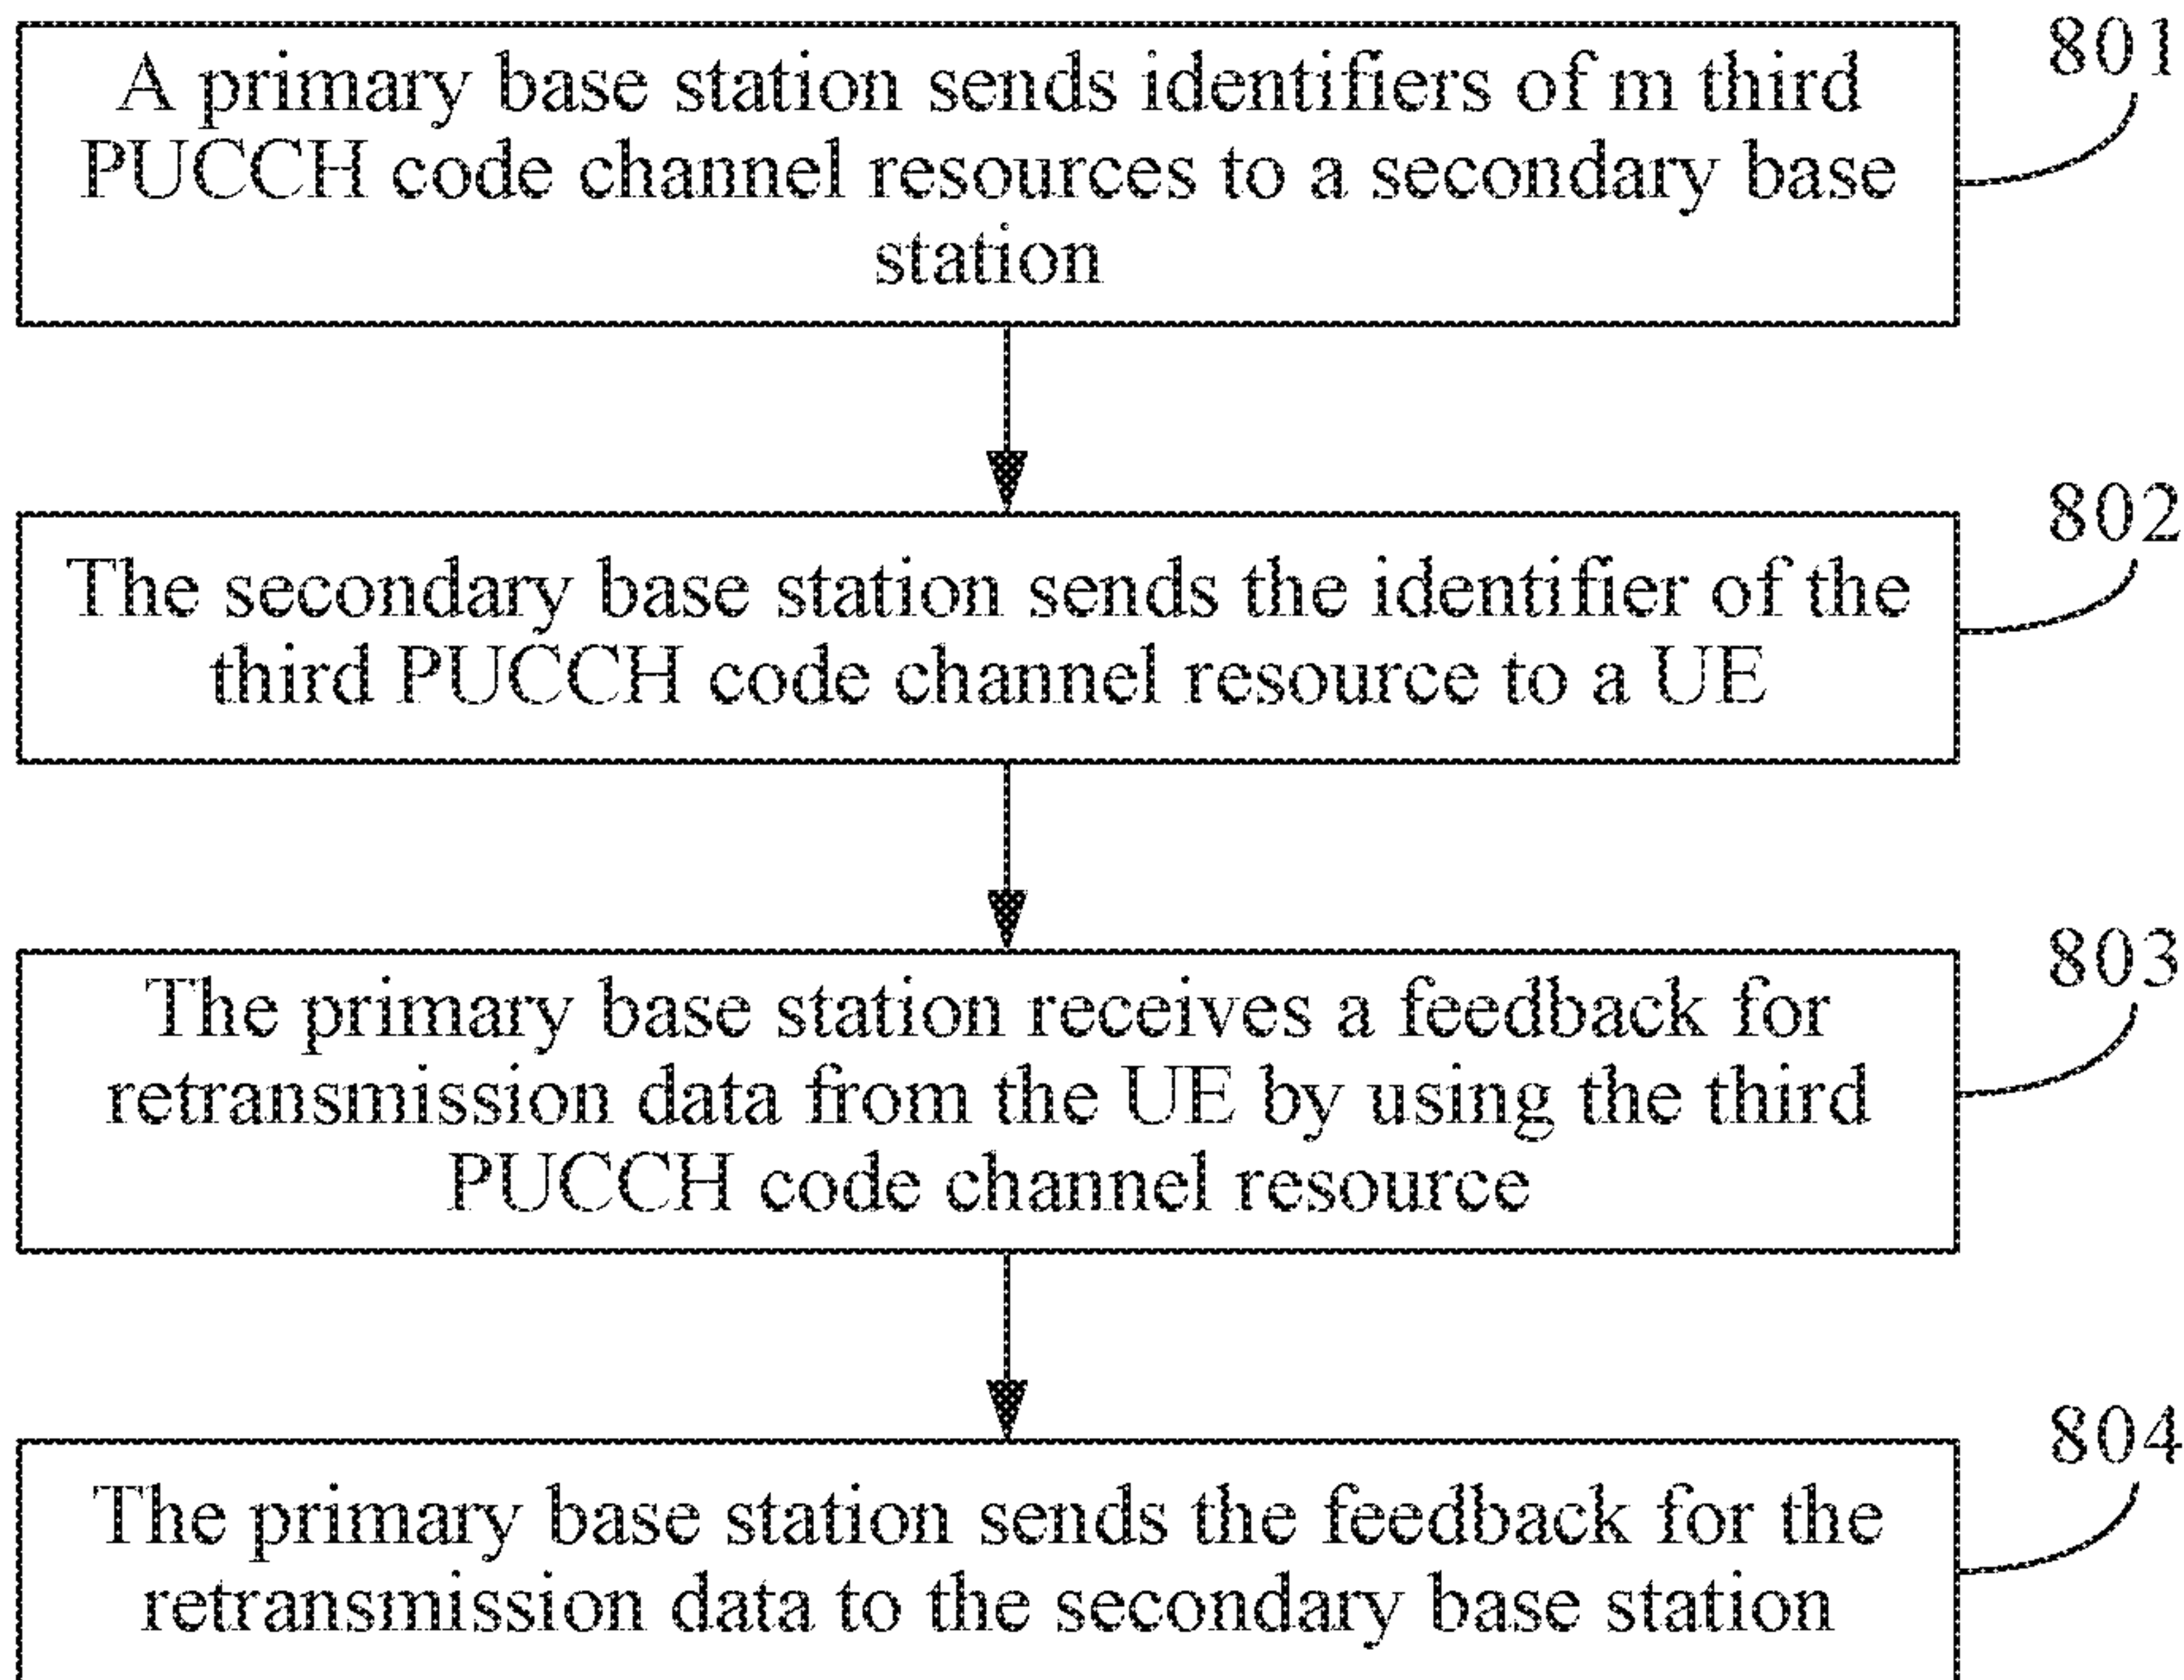 A primary base station sends identifiers of m third
PUCCH code channel resources to a secondary base
station
801
The secondary base station sends the identifier of the
third PUCCH code channel resource to a UE
802
The primary base station receives a feedback for
retransmission data from the UE by using the third
PUCCH code channel resource
803
The primary base station sends the feedback for the
retransmission data to the secondary base station
804